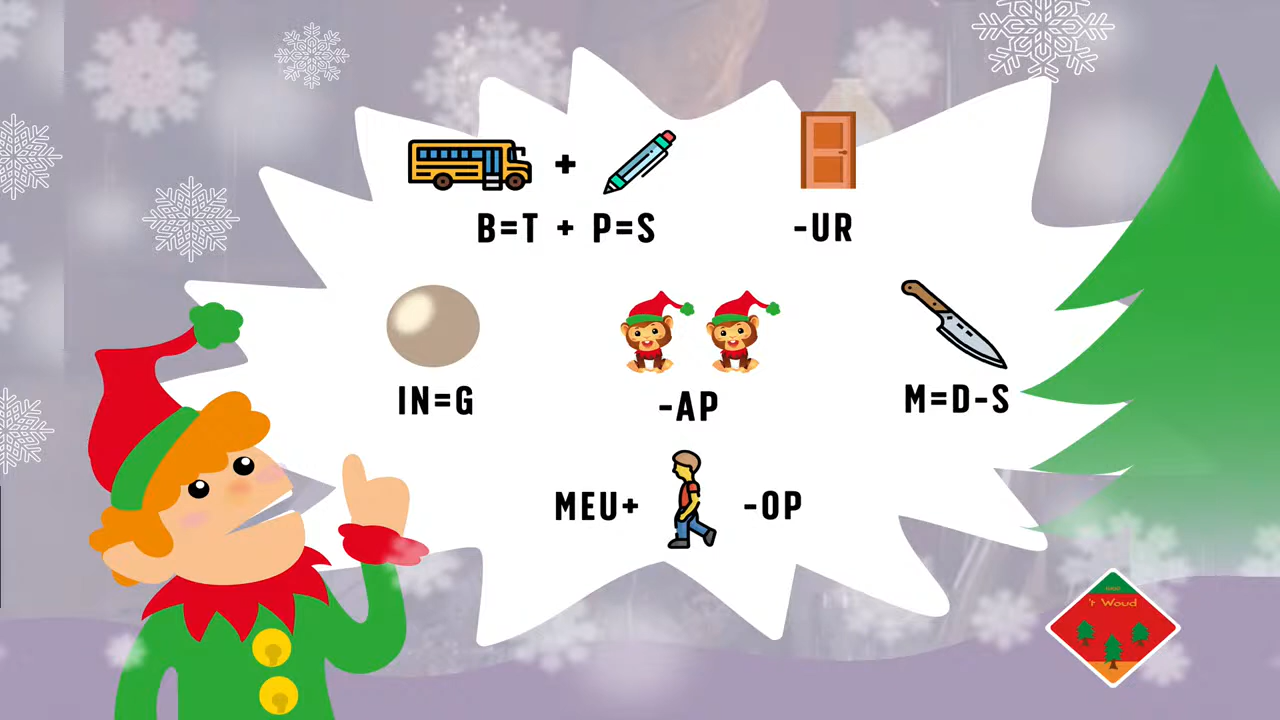 +
B=T + P=S
-UR
IN=G
-AP
M=D-S
MEU+
-OP
't Woud